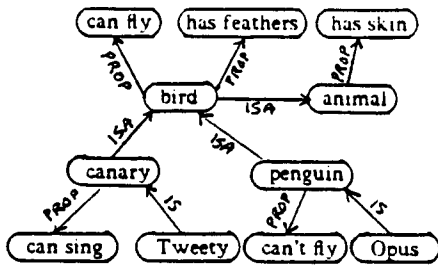 can fly
has feathers
has skin
PROP
PROP
PROP
bird
ISA
animal
ISA
ISA
canary
penguin
PROP
IS
PROP
IS
can sing
Tweety
can't fly
Opus